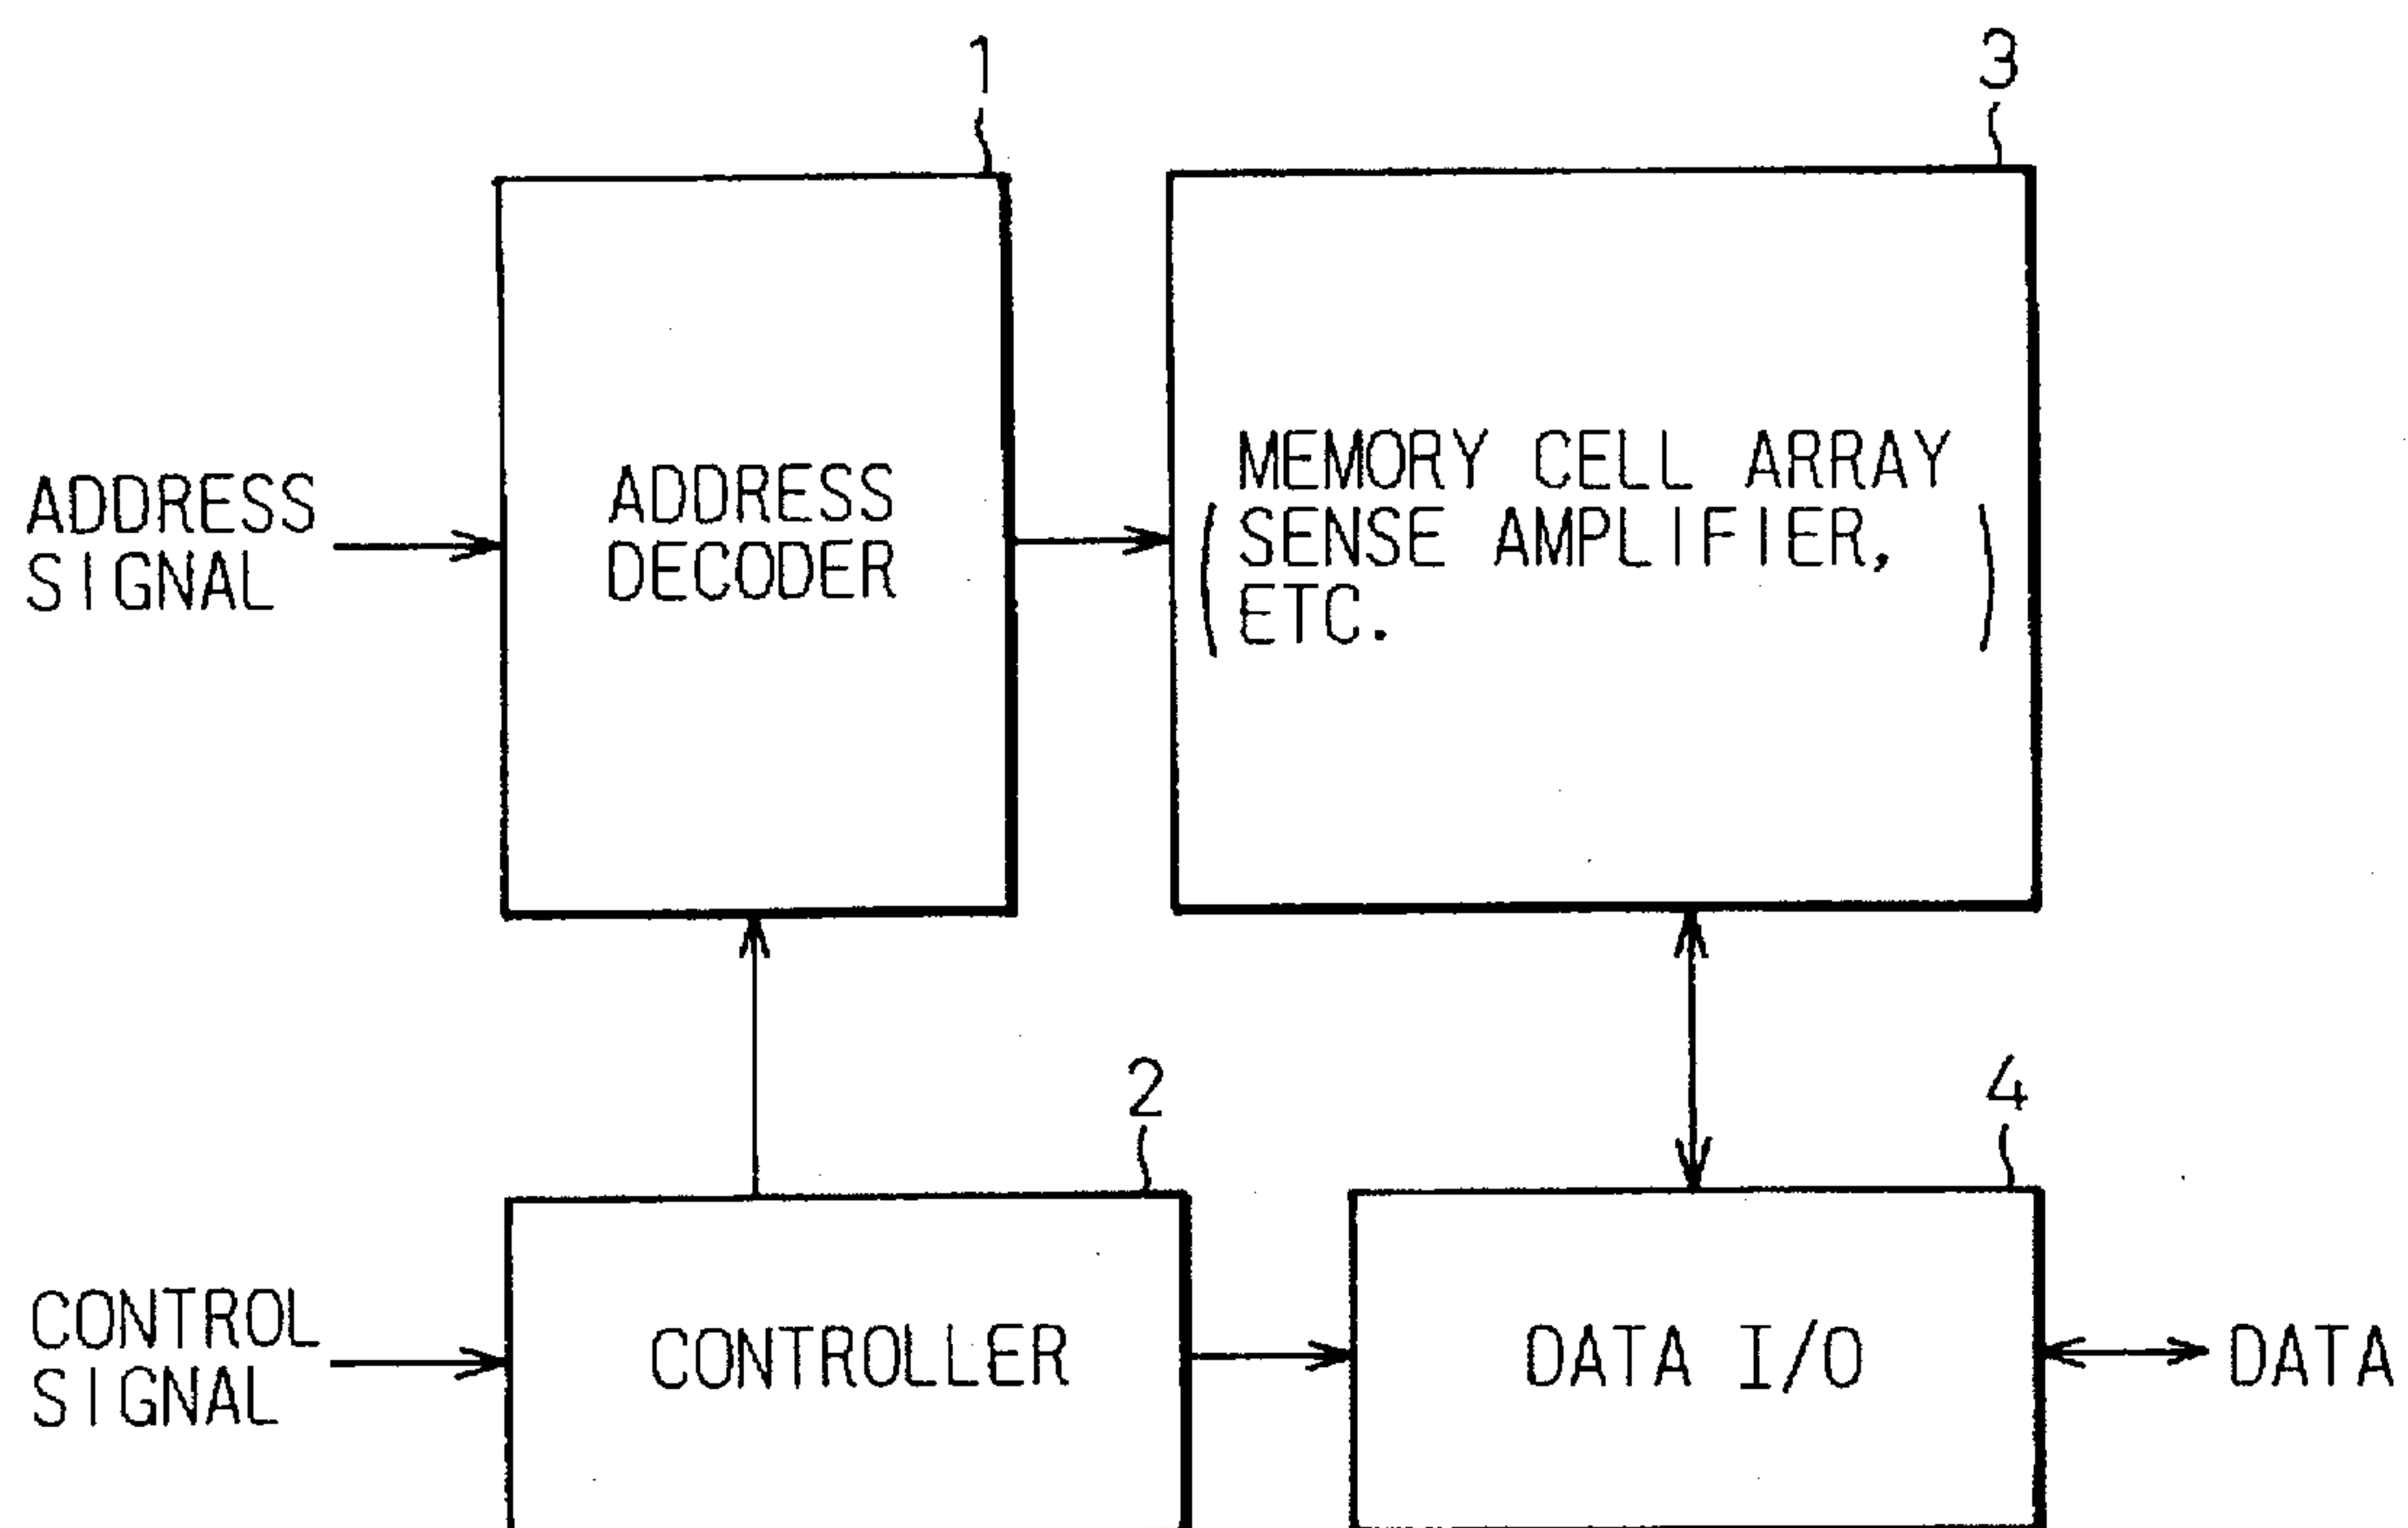 1
3
ADDRESS
SIGNAL
ADDRESS
DECODER
MEMORY CELL ARRAY
( SENSE AMPLIFIER, )
ETC.
2
4
CONTROL
SIGNAL
CONTROLLER
DATA I/O
DATA